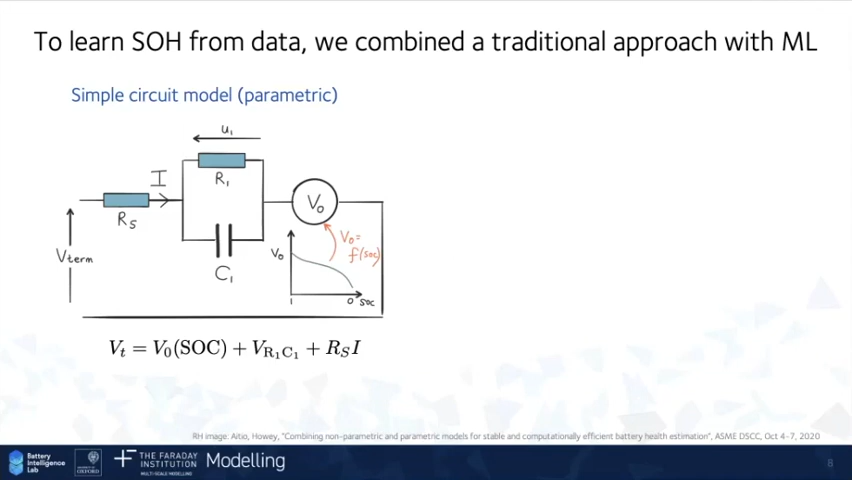 To learn SOH from data, we combined a traditional approach with ML
Simple circuit model (parametric)
u₁
I
R₁
V₀
Rs
V₀=
f(SOC)
V₀
Vterm
C₁
1
0 SOC
Vₜ = V₀(SOC) + V_R₁C₁ + R_S I
RH image: Aitio, Howey, "Combining non-parametric and parametric models for stable and computationally efficient battery health estimation", ASME DSCC, Oct 4-7, 2020
Battery
Intelligence
Lab
OXFORD
THE FARADAY
INSTITUTION
MULTI-SCALE MODELLING
Modelling
8